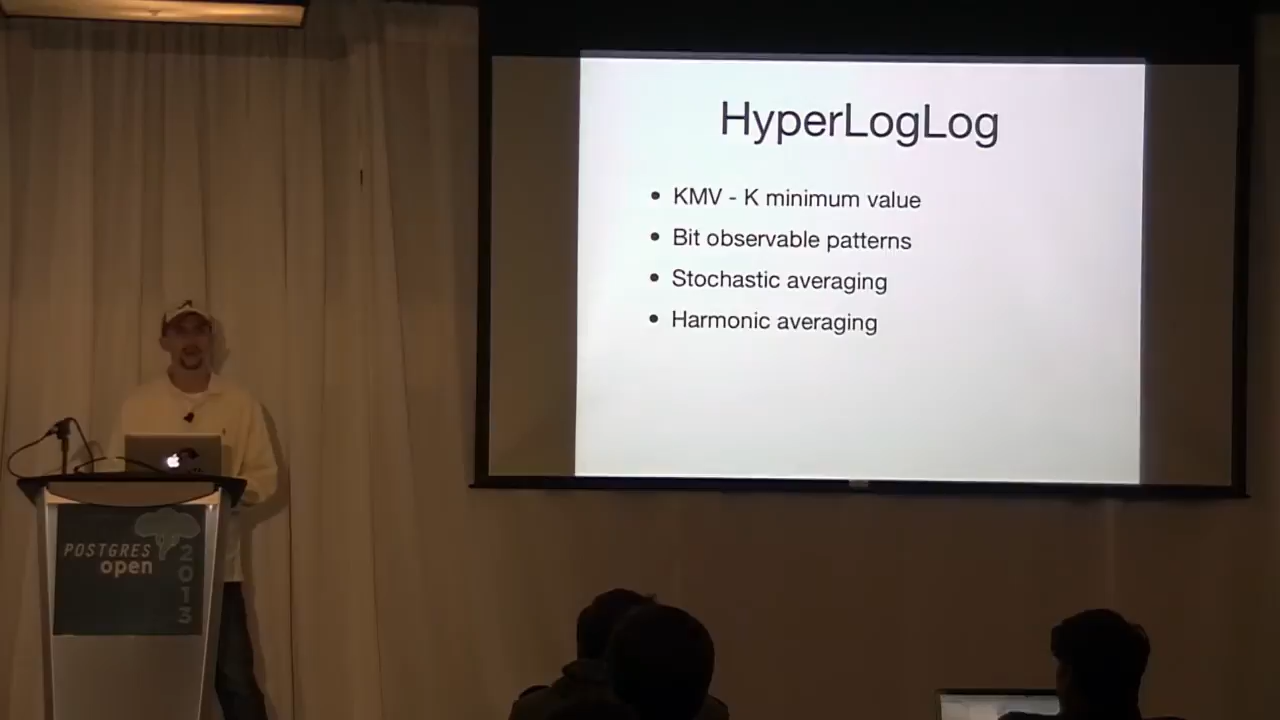 HyperLogLog
• KMV - K minimum value
• Bit observable patterns
• Stochastic averaging
• Harmonic averaging
POSTGRES
open
2013